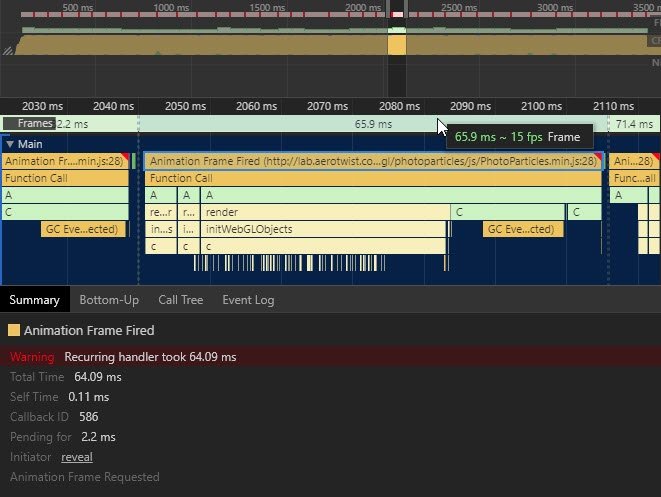 500 ms 1000 ms 1500 ms 2000 ms 2500 ms 3000 ms 3500 m
F
CH
N
2030 ms 2040 ms 2050 ms 2060 ms 2070 ms 2080 ms 2090 ms 2100 ms 2110 ms
Frames 2.2 ms 65.9 ms 71.4 ms
65.9 ms ~ 15 fps Frame
▼ Main
Animation Fr....min.js:28) Animation Frame Fired (http://lab.aerotwist.co...gl/photoparticles/js/PhotoParticles.min.js:28) Ani...28)
Function Call Function Call Func...all
A A A A A
C re...r r...r render C C C
GC Eve...ected) in...s i... initWebGLObjects GC Eve...ected)
c c c
Summary Bottom-Up Call Tree Event Log
Animation Frame Fired
Warning Recurring handler took 64.09 ms
Total Time 64.09 ms
Self Time 0.11 ms
Callback ID 586
Pending for 2.2 ms
Initiator reveal
Animation Frame Requested